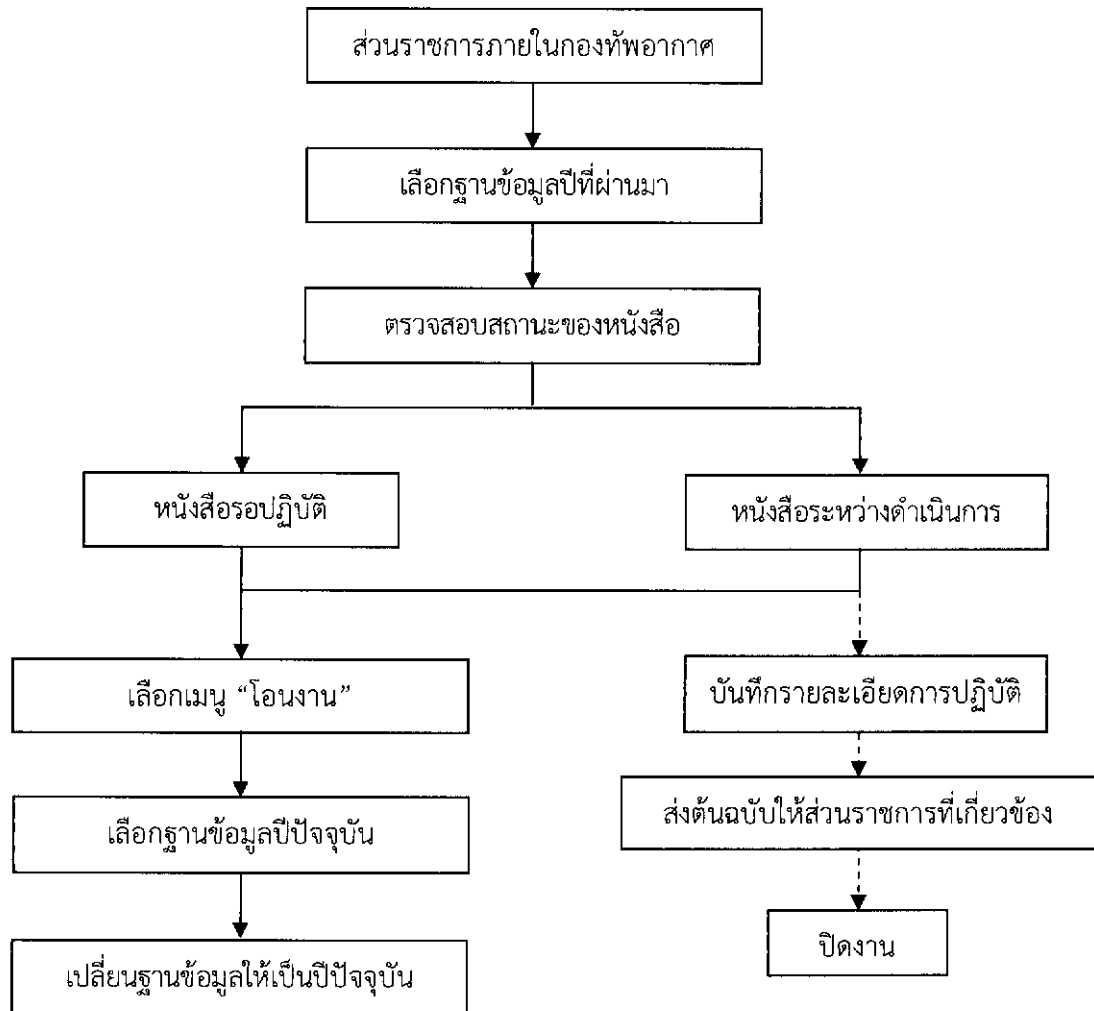 ส่วนราชการภายในกองทัพอากาศ
เลือกฐานข้อมูลปีที่ผ่านมา
ตรวจสอบสถานะของหนังสือ
หนังสือรอปฏิบัติ
หนังสือระหว่างดำเนินการ
เลือกเมนู “โอนงาน”
บันทึกรายละเอียดการปฏิบัติ
เลือกฐานข้อมูลปีปัจจุบัน
ส่งต้นฉบับให้ส่วนราชการที่เกี่ยวข้อง
เปลี่ยนฐานข้อมูลให้เป็นปีปัจจุบัน
ปิดงาน